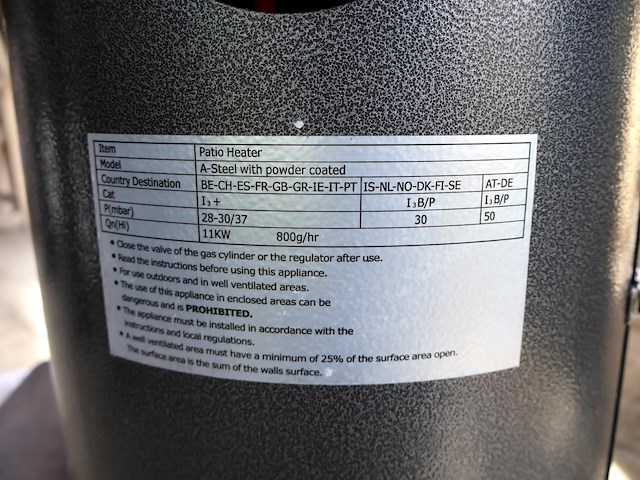 Item Patio Heater
Model A-Steel with powder coated
Country Destination BE-CH-ES-FR-GB-GR-IE-IT-PT IS-NL-NO-DK-FI-SE AT-DE
Cat I₃+ I₃B/P I₃B/P
P(mbar) 28-30/37 30 50
Qn(Hi) 11KW 800g/hr
• Close the valve of the gas cylinder or the regulator after use.
• Read the instructions before using this appliance.
• For use outdoors and in well ventilated areas.
• The use of this appliance in enclosed areas can be
dangerous and is PROHIBITED.
• The appliance must be installed in accordance with the
instructions and local regulations.
• A well ventilated area must have a minimum of 25% of the surface area open.
The surface area is the sum of the walls surface.